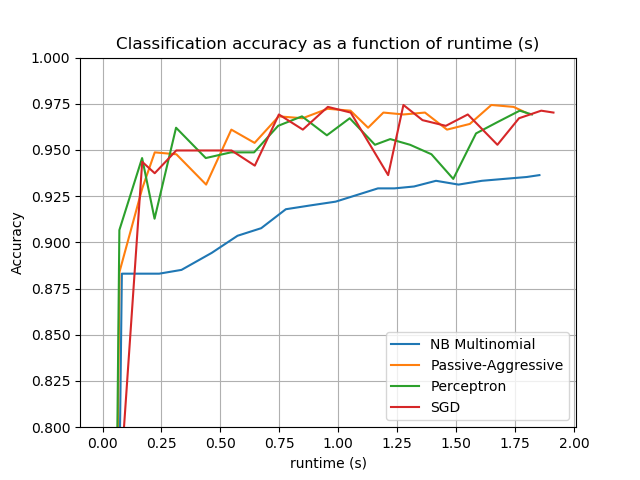 Classification accuracy as a function of runtime (s)
1.000
0.975
0.950
0.925
0.900
0.875
0.850
0.825
0.800
Accuracy
NB Multinomial
Passive-Aggressive
Perceptron
SGD
0.00 0.25 0.50 0.75 1.00 1.25 1.50 1.75 2.00
runtime (s)